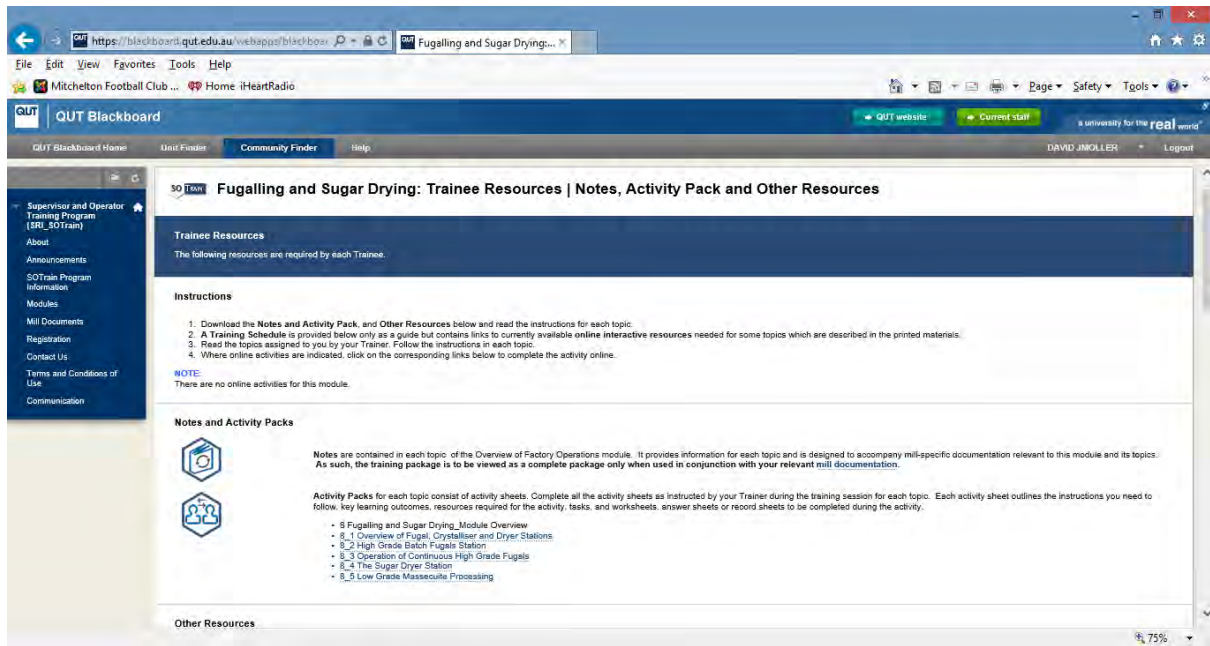 https://blackboard.qut.edu.au/webapps/blackboar
Fugalling and Sugar Drying:...
File Edit View Favorites Tools Help
Mitchelton Football Club ... Home iHeartRadio
Page Safety Tools
QUT QUT Blackboard
QUT website
Current staff
a university for the real world
QUT Blackboard Home Unit Finder Community Finder Help
DAVID JMOLLER Logout
Supervisor and Operator
Training Program
(SRI_SOTrain)
About
Announcements
SOTrain Program
Information
Modules
Mill Documents
Registration
Contact Us
Terms and Conditions of
Use
Communication
SO TRAIN Fugalling and Sugar Drying: Trainee Resources | Notes, Activity Pack and Other Resources
Trainee Resources
The following resources are required by each Trainee.
Instructions
1. Download the Notes and Activity Pack, and Other Resources below and read the instructions for each topic.
2. A Training Schedule is provided below only as a guide but contains links to currently available online interactive resources needed for some topics which are described in the printed materials.
3. Read the topics assigned to you by your Trainer. Follow the instructions in each topic.
4. Where online activities are indicated, click on the corresponding links below to complete the activity online.
NOTE:
There are no online activities for this module.
Notes and Activity Packs
Notes are contained in each topic of the Overview of Factory Operations module. It provides information for each topic and is designed to accompany mill-specific documentation relevant to this module and its topics.
As such, the training package is to be viewed as a complete package only when used in conjunction with your relevant mill documentation.
Activity Packs for each topic consist of activity sheets. Complete all the activity sheets as instructed by your Trainer during the training session for each topic. Each activity sheet outlines the instructions you need to
follow, key learning outcomes, resources required for the activity, tasks, and worksheets, answer sheets or record sheets to be completed during the activity.
• 8 Fugalling and Sugar Drying_Module Overview
• 8_1 Overview of Fugal, Crystalliser and Dryer Stations
• 8_2 High Grade Batch Fugals Station
• 8_3 Operation of Continuous High Grade Fugals
• 8_4 The Sugar Dryer Station
• 8_5 Low Grade Massecuite Processing
Other Resources
75%